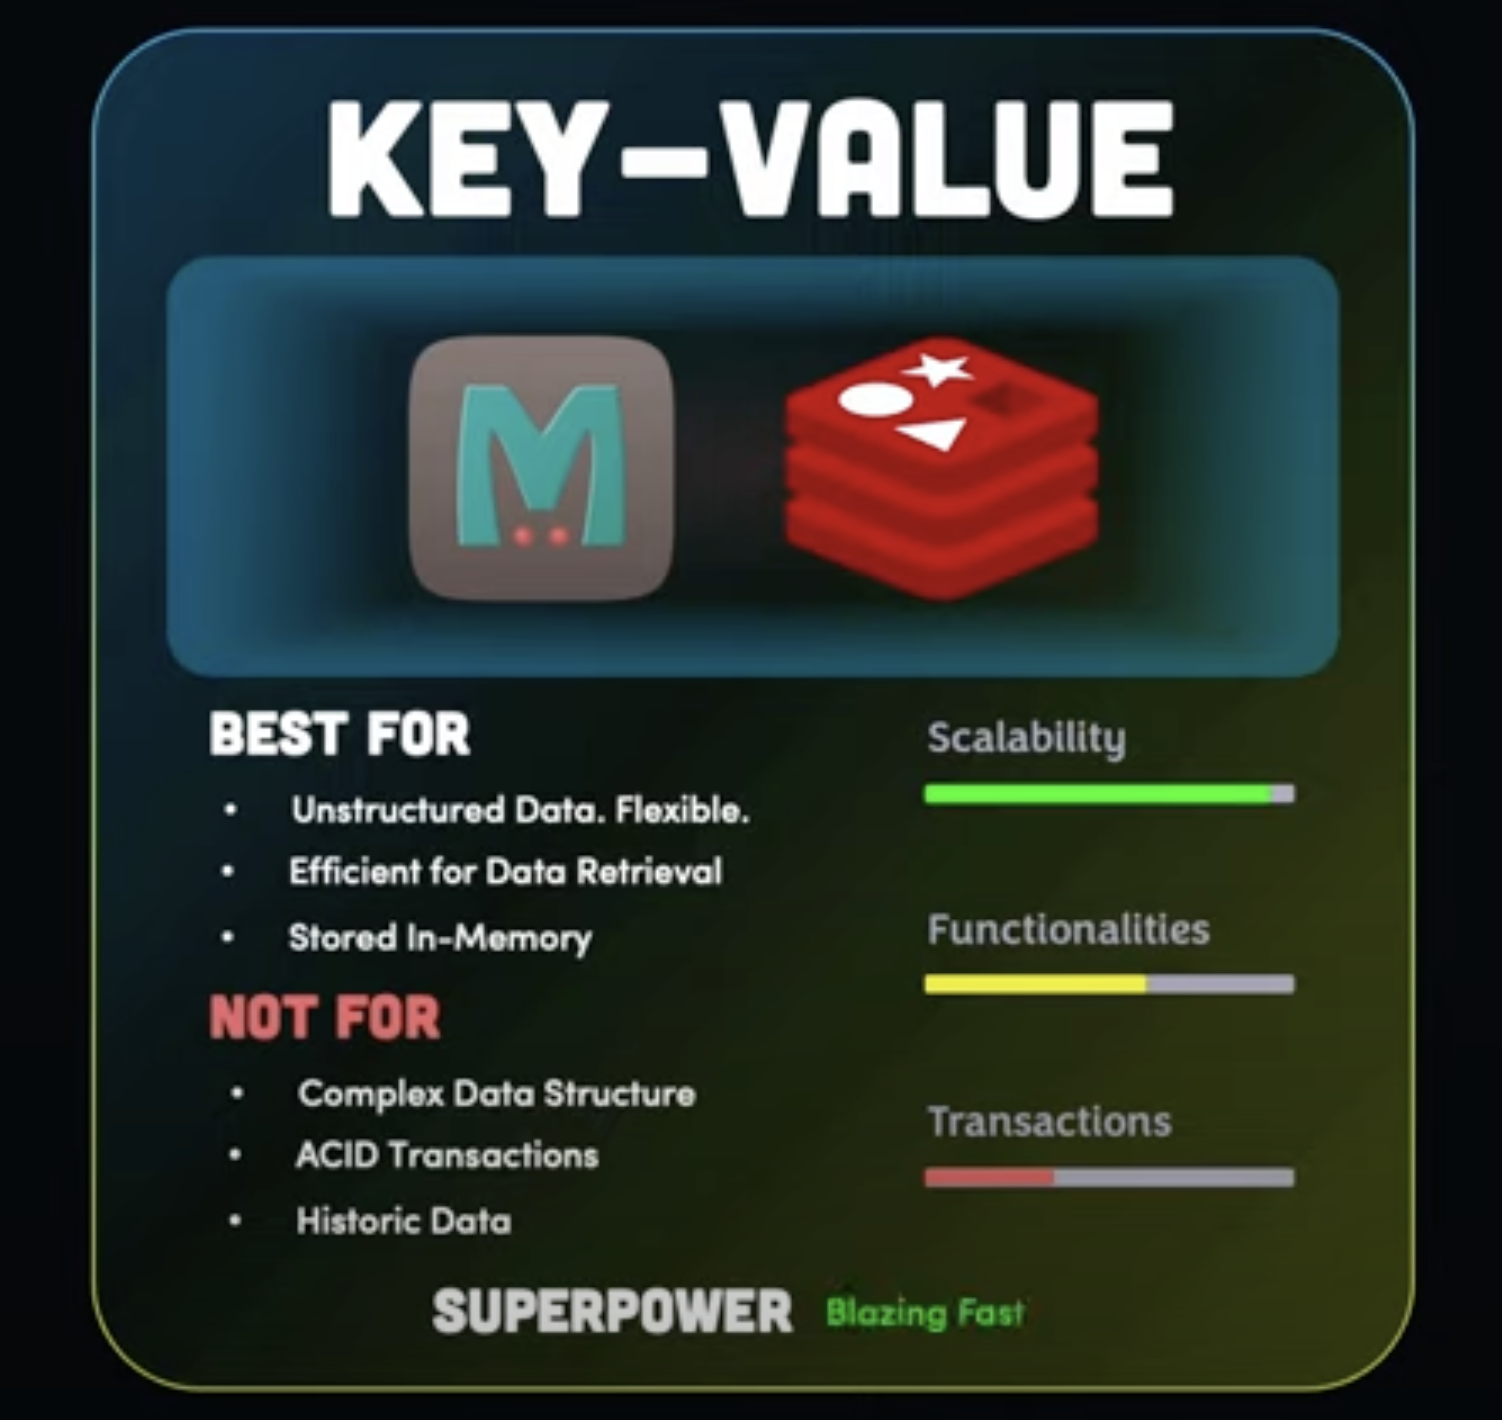 KEY-VALUE
M
BEST FOR
• Unstructured Data. Flexible.
• Efficient for Data Retrieval
• Stored In-Memory
NOT FOR
• Complex Data Structure
• ACID Transactions
• Historic Data
Scalability
Functionalities
Transactions
SUPERPOWER Blazing Fast